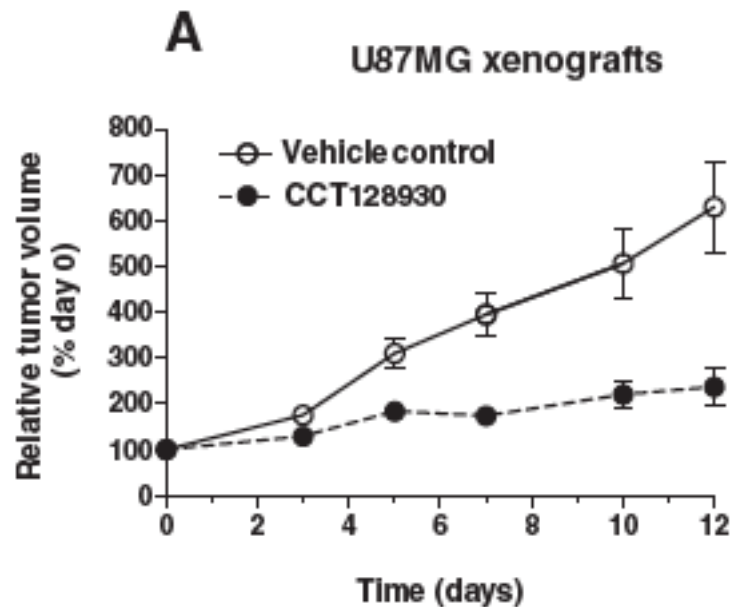 A
U87MG xenografts
Vehicle control
CCT128930
Relative tumor volume
(% day 0)
800
700
600
500
400
300
200
100
0
0 2 4 6 8 10 12
Time (days)